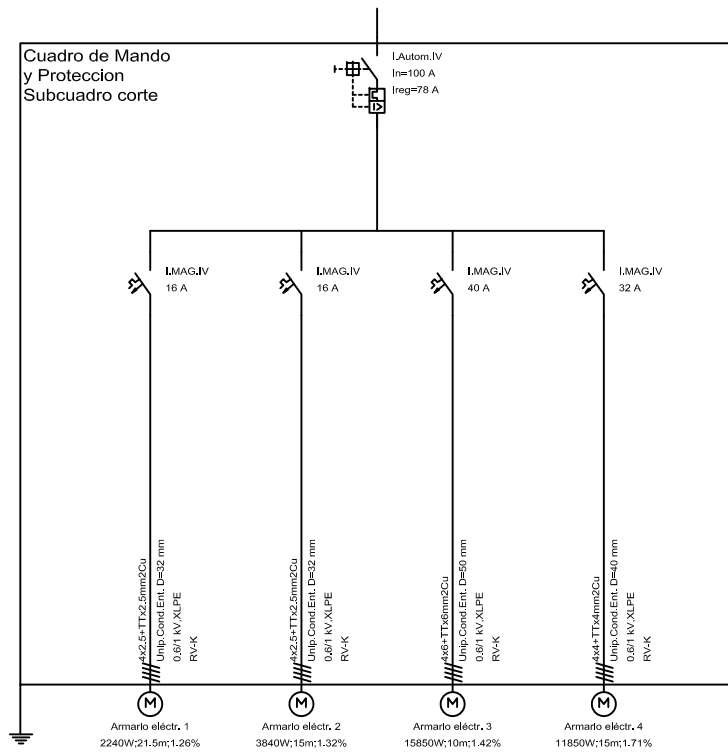 Cuadro de Mando
y Proteccion
Subcuadro corte
I.Autom.IV
In=100 A
Ireg=78 A
I>
I.MAG.IV
16 A
I.MAG.IV
16 A
I.MAG.IV
40 A
I.MAG.IV
32 A
4x2.5+TTx2.5mm2Cu
Unip.Cond.Ent. D=32 mm
0.6/1 kV,XLPE
RV-K
4x2.5+TTx2.5mm2Cu
Unip.Cond.Ent. D=32 mm
0.6/1 kV,XLPE
RV-K
4x6+TTx6mm2Cu
Unip.Cond.Ent. D=50 mm
0.6/1 kV,XLPE
RV-K
4x4+TTx4mm2Cu
Unip.Cond.Ent. D=40 mm
0.6/1 kV,XLPE
RV-K
M
M
M
M
Armario eléctr. 1
2240W;21.5m;1.26%
Armario eléctr. 2
3840W;15m;1.32%
Armario eléctr. 3
15850W;10m;1.42%
Armario eléctr. 4
11850W;15m;1.71%